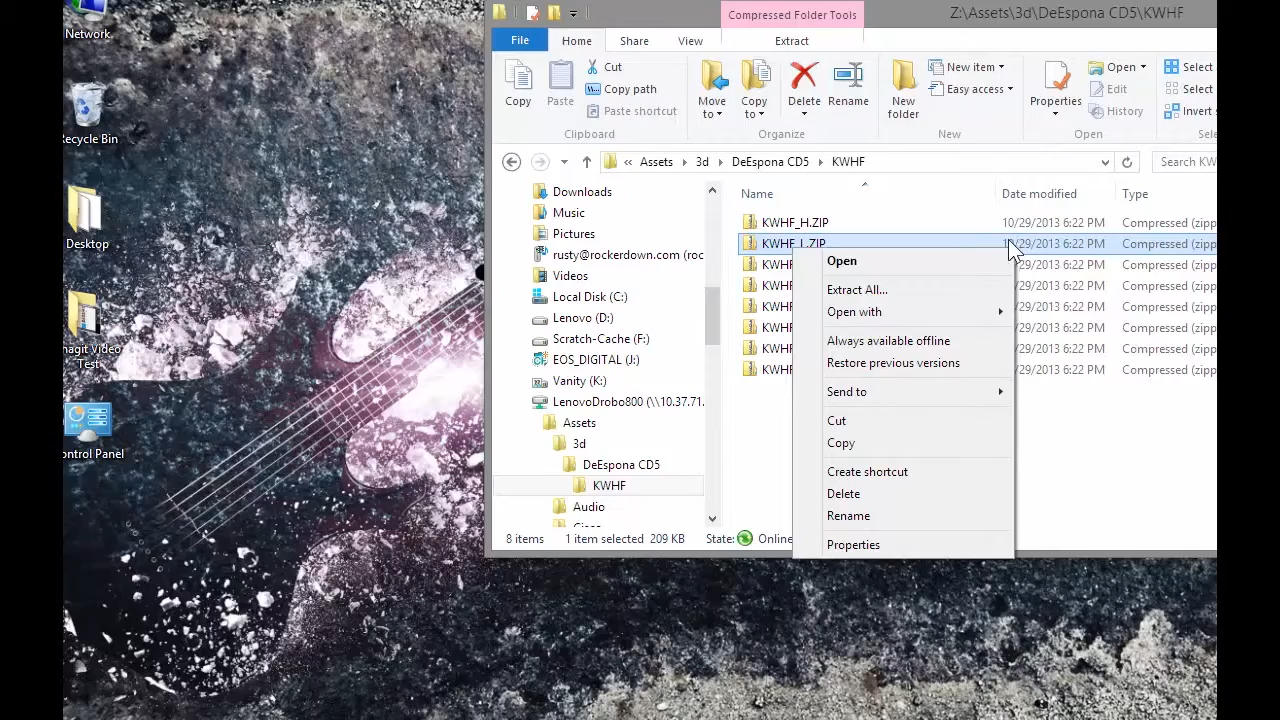 Network
Recycle Bin
Desktop
nagit Video
Test
ontrol Panel
Compressed Folder Tools
Z:\Assets\3d\DeEspona CD5\KWHF
File
Home
Share
View
Extract
Copy
Paste
Cut
Copy path
Paste shortcut
Clipboard
Move
to
Copy
to
Delete
Rename
Organize
New
folder
New item
Easy access
New
Properties
Open
Edit
History
Open
Select
Select
Invert s
Sele
« Assets 3d DeEspona CD5 KWHF
Search KW
Downloads
Music
Pictures
rusty@rockerdown.com (roc
Videos
Local Disk (C:)
Lenovo (D:)
Scratch-Cache (F:)
EOS_DIGITAL (J:)
Vanity (K:)
LenovoDrobo800 (\\10.37.71.
Assets
3d
DeEspona CD5
KWHF
Audio
Name Date modified Type
KWHF_H.ZIP 10/29/2013 6:22 PM Compressed (zipp
KWHF_L.ZIP /29/2013 6:22 PM Compressed (zipp
KWHF /29/2013 6:22 PM Compressed (zipp
KWHF /29/2013 6:22 PM Compressed (zipp
KWHF /29/2013 6:22 PM Compressed (zipp
KWHF /29/2013 6:22 PM Compressed (zipp
KWHF /29/2013 6:22 PM Compressed (zipp
KWHF /29/2013 6:22 PM Compressed (zipp
Open
Extract All...
Open with
Always available offline
Restore previous versions
Send to
Cut
Copy
Create shortcut
Delete
Rename
Properties
8 items 1 item selected 209 KB State: Online